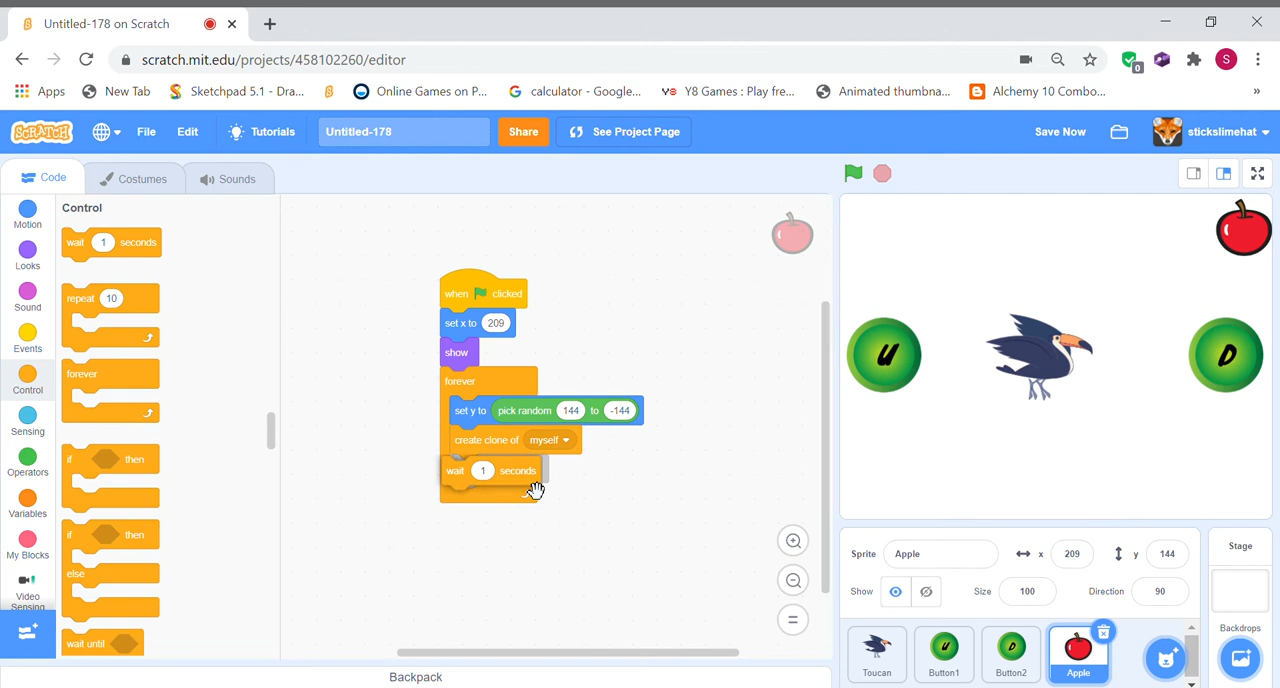 Untitled-178 on Scratch
scratch.mit.edu/projects/458102260/editor
0
S
Apps
New Tab
Sketchpad 5.1 - Dra...
Online Games on P...
calculator - Google...
Y8 Games : Play fre...
Animated thumbna...
Alchemy 10 Combo...
»
SCRATCH
File
Edit
Tutorials
Untitled-178
Share
See Project Page
Save Now
stickslimehat
Code
Costumes
Sounds
Motion
Looks
Sound
Events
Control
Sensing
Operators
Variables
My Blocks
Video
Sensing
Control
wait 1 seconds
repeat 10
forever
if then
if then
else
wait until
when clicked
set x to 209
show
forever
set y to pick random 144 to -144
create clone of myself
wait 1 seconds
U
D
Sprite Apple x 209 y 144
Show Size 100 Direction 90
Toucan
U
Button1
D
Button2
Apple
Stage
Backdrops
Backpack